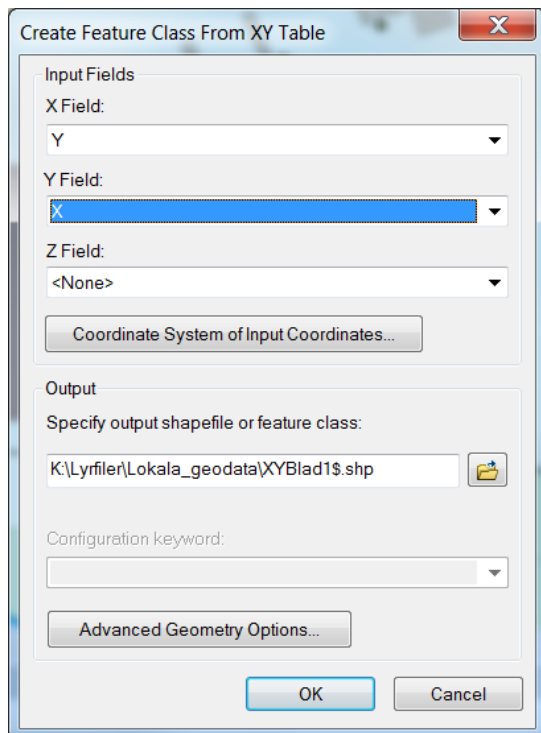 Create Feature Class From XY Table
Input Fields
X Field:
Y
Y Field:
X
Z Field:
<None>
Coordinate System of Input Coordinates...
Output
Specify output shapefile or feature class:
K:\Lyrfiler\Lokala_geodata\XYBlad1$.shp
Configuration keyword:
Advanced Geometry Options...
OK
Cancel